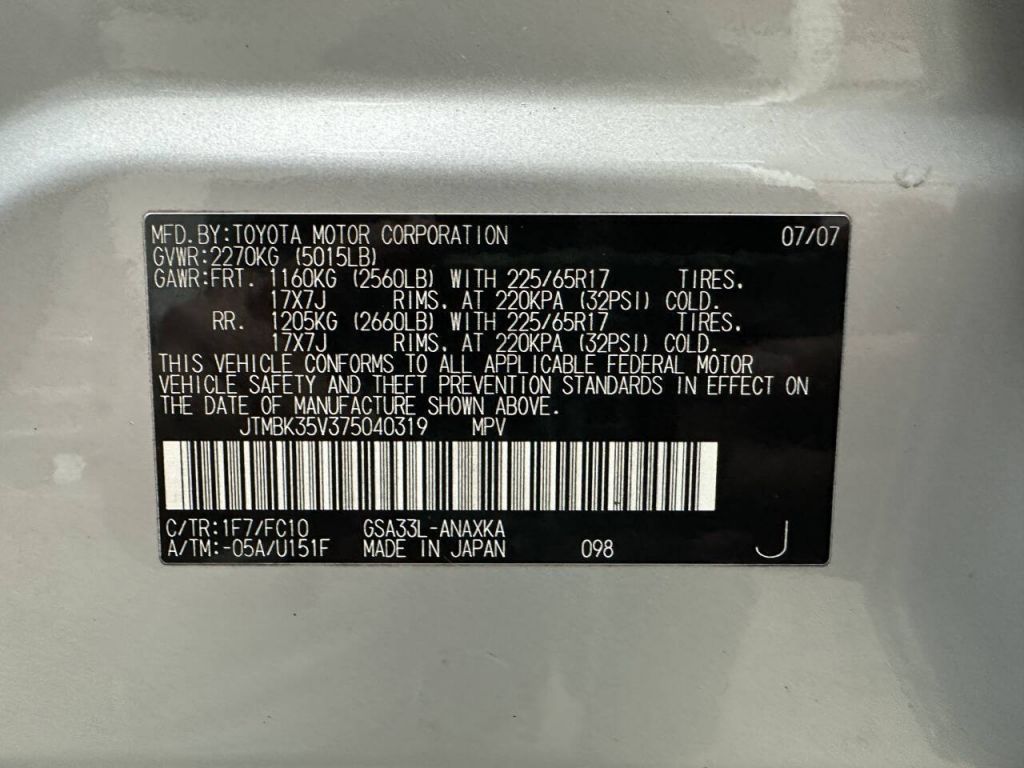 MFD.BY:TOYOTA MOTOR CORPORATION 07/07
GVWR:2270KG (5015LB)
GAWR:FRT. 1160KG (2560LB) WITH 225/65R17 TIRES.
17X7J RIMS. AT 220KPA (32PSI) COLD.
RR. 1205KG (2660LB) WITH 225/65R17 TIRES.
17X7J RIMS. AT 220KPA (32PSI) COLD.
THIS VEHICLE CONFORMS TO ALL APPLICABLE FEDERAL MOTOR
VEHICLE SAFETY AND THEFT PREVENTION STANDARDS IN EFFECT ON
THE DATE OF MANUFACTURE SHOWN ABOVE.
JTMBK35V375040319 MPV
C/TR:1F7/FC10 GSA33L-ANAXKA
A/TM:-05A/U151F MADE IN JAPAN 098 J